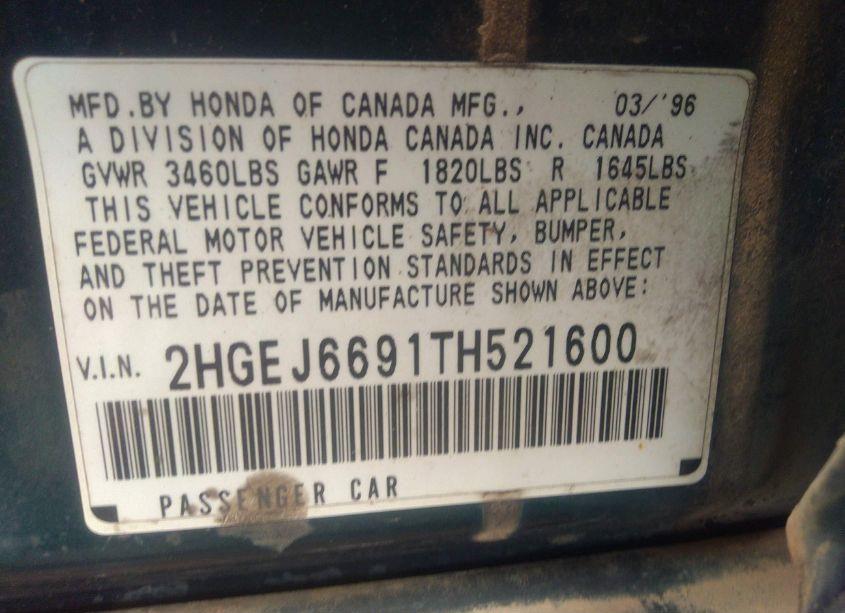 MFD.BY HONDA OF CANADA MFG., 03/'96
A DIVISION OF HONDA CANADA INC. CANADA
GVWR 3460LBS GAWR F 1820LBS R 1645LBS
THIS VEHICLE CONFORMS TO ALL APPLICABLE
FEDERAL MOTOR VEHICLE SAFETY, BUMPER,
AND THEFT PREVENTION STANDARDS IN EFFECT
ON THE DATE OF MANUFACTURE SHOWN ABOVE:
V.I.N. 2HGEJ6691TH521600
PASSENGER CAR